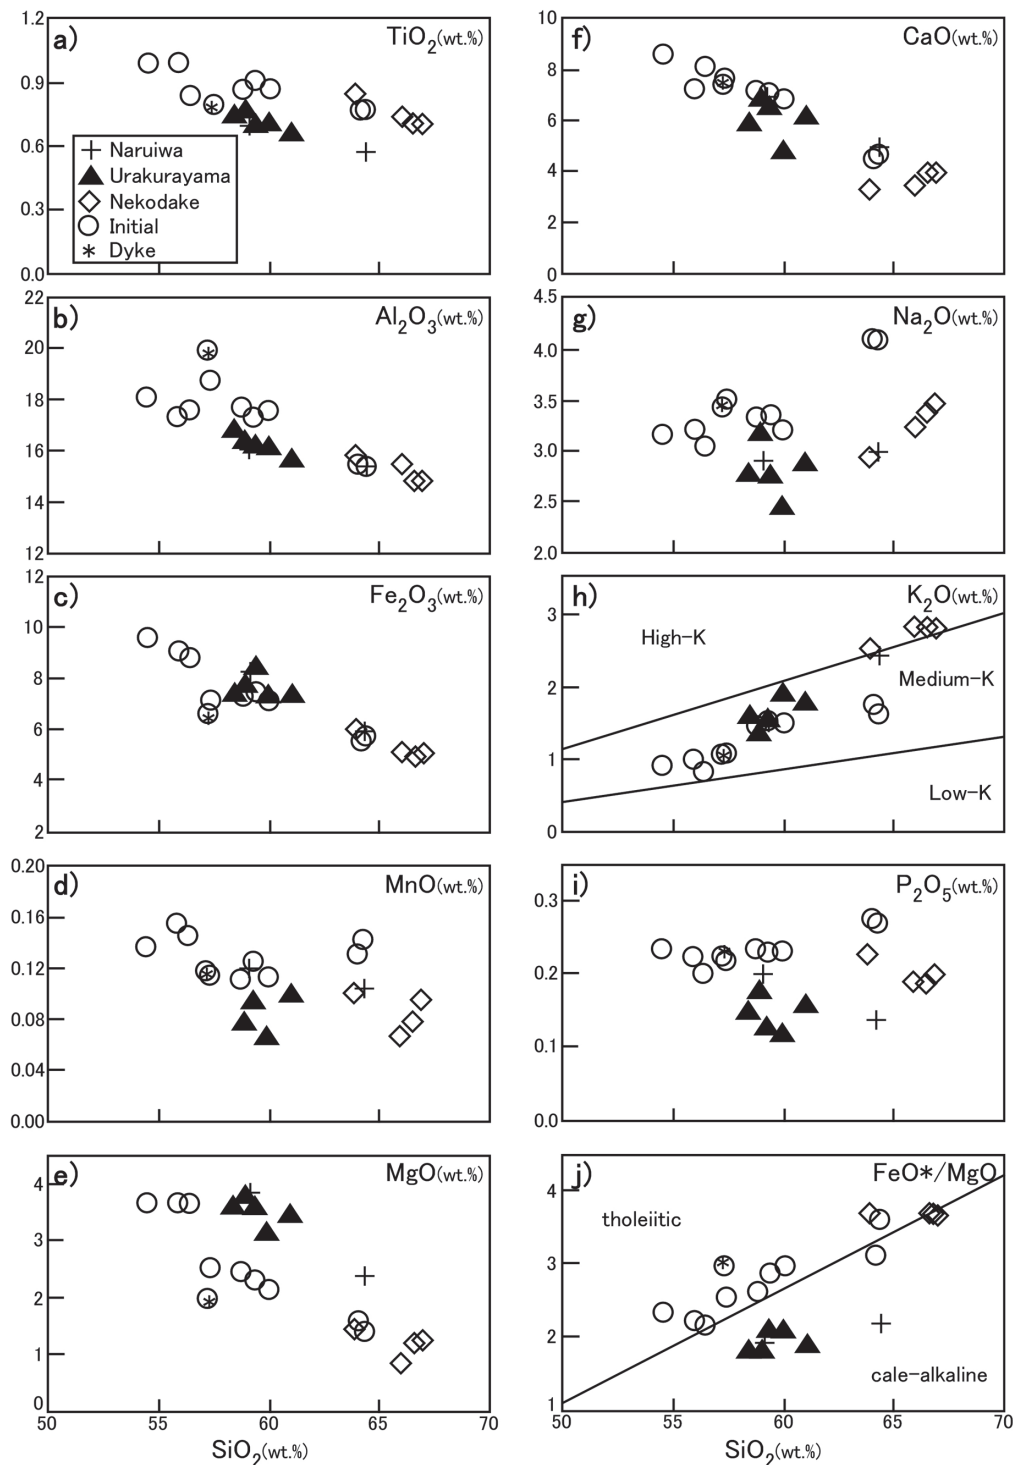 a)
TiO2(wt.%)
1.2
0.9
0.6
0.3
0.0
Naruiwa
Urakurayama
Nekodake
Initial
Dyke
b)
Al2O3(wt.%)
22
20
18
16
14
12
c)
Fe2O3(wt.%)
12
10
8
6
4
2
d)
MnO(wt.%)
0.20
0.16
0.12
0.08
0.04
0.00
e)
MgO(wt.%)
4
3
2
1
0
50 55 60 65 70
SiO2(wt.%)
f)
CaO(wt.%)
10
8
6
4
2
0
g)
Na2O(wt.%)
4.5
4.0
3.5
3.0
2.5
2.0
h)
K2O(wt.%)
3
High-K
Medium-K
2
1
Low-K
0
i)
P2O5(wt.%)
0.3
0.2
0.1
0.0
j)
FeO*/MgO
4
tholeiitic
3
2
cale-alkaline
1
50 55 60 65 70
SiO2(wt.%)